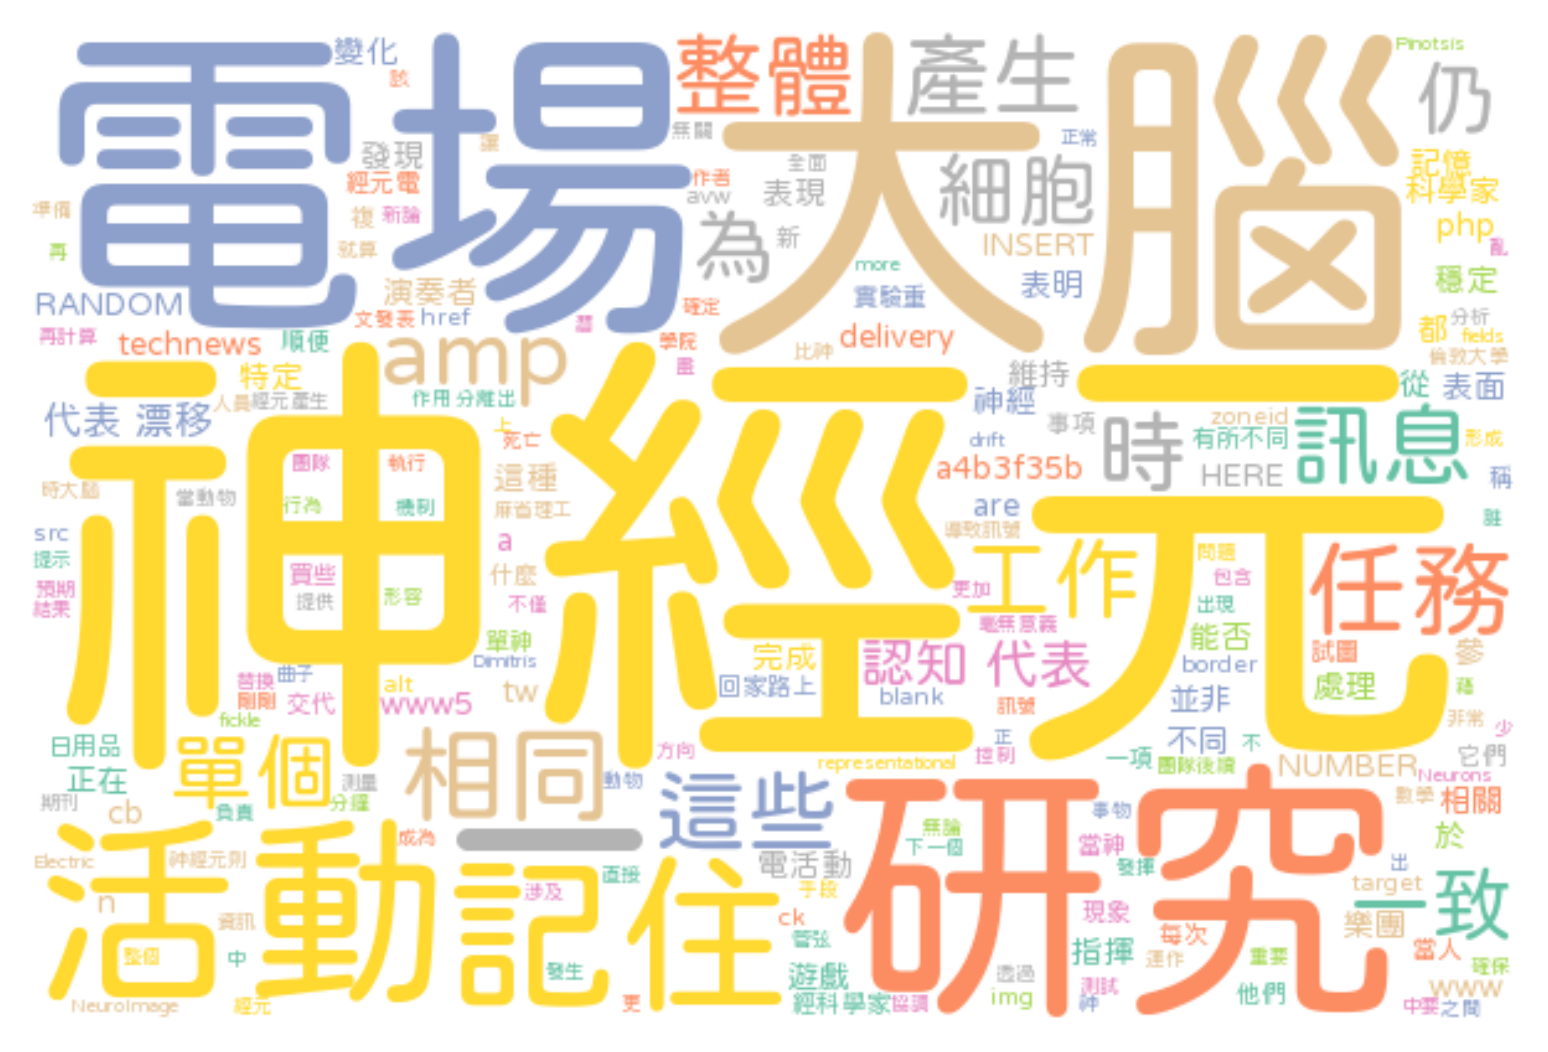 電場
大腦
神經元
研究
活動
記住
整體
產生
仍
細胞
為
變化
該
發現
經元電
複
新論
就算
準備
再
RANDOM
再計算
technews
順便
演奏者
文發表
href
無關
作者
avw
全面
表現
新
more
實驗重
確定
學院
比神
delivery
正常
INSERT
表明
Pinotsis
記憶
科學家
php
亂
穩定
都
分析
fields
倫敦大學
amp
特定
人員
經元產生
作用
分離出
代表
漂移
時大腦
當動物
團隊
執行
行為
機制
src
提示
預期
結果
買些
提供
形容
上
死亡
這種
麻省理工
a
什麼
不僅
單神
Dimitris
tw
維持
神經
事項
drift
時
zoneid
有所不同
HERE
從
表面
訊息
形成
稱
誰
a4b3f35b
are
導致訊號
工作
更加
毫無意義
問題
包含
出現
任務
能否
border
試圖
參
處理
並非
藉
非常
少
完成
認知
代表
回家路上
blank
訊號
替換
剛剛
曲子
交代
alt
www5
fickle
日用品
正在
單個
測量
期刊
cb
負責
分鐘
相同
方向
動物
這些
representational
正
控制
不同
不
一項
團隊後續
NUMBER
它們
Neurons
數學
相關
於
Electric
神經元則
成為
n
資訊
整個
中
NeuroImage
經元
涉及
直接
發生
更
電活動
手段
ck
管弦
遊戲
經科學家
協調
無論
下一個
事物
當神
發揮
現象
指揮
每次
運作
透過
img
測試
神
出
target
一致
樂團
當人
重要
確保
他們
www
中要
之間